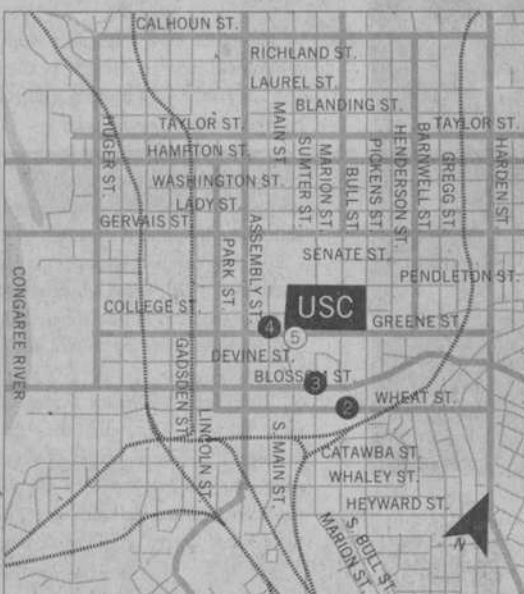 CALHOUN ST.
RICHLAND ST.
LAUREL ST.
BLANDING ST.
TAYLOR ST.
TAYLOR ST.
HAMPTON ST.
WASHINGTON ST.
LADY ST.
GERVAIS ST.
HUGER ST.
MAIN ST.
SUMTER ST.
MARION ST.
BULL ST.
PICKENS ST.
HENDERSON ST.
BARNWELL ST.
GREGG ST.
HARDEN ST.
ASSEMBLY ST.
PARK ST.
SENATE ST.
PENDLETON ST.
CONGAREE RIVER
COLLEGE ST.
USC
GREENE ST.
4
5
GADSDEN ST.
DEVINE ST.
BLOSSOM ST.
3
2
WHEAT ST.
LINCOLN ST.
S. MAIN ST.
CATAWBA ST.
WHALEY ST.
HEYWARD ST.
S. BULL ST.
MARION ST.
N